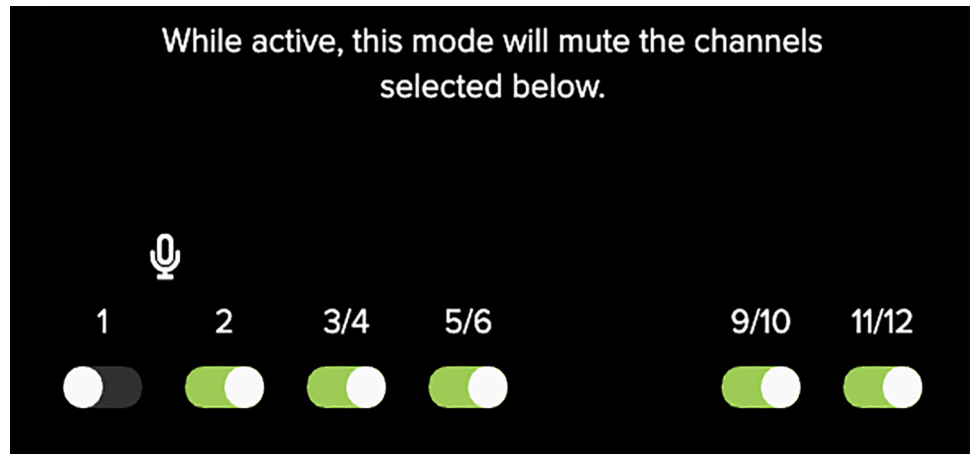 While active, this mode will mute the channels
selected below.
1 2 3/4 5/6 9/10 11/12